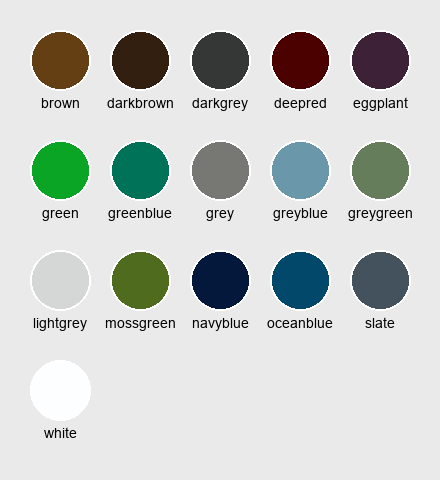 brown darkbrown darkgrey deepred eggplant
green greenblue grey greyblue greygreen
lightgrey mossgreen navyblue oceanblue slate
white